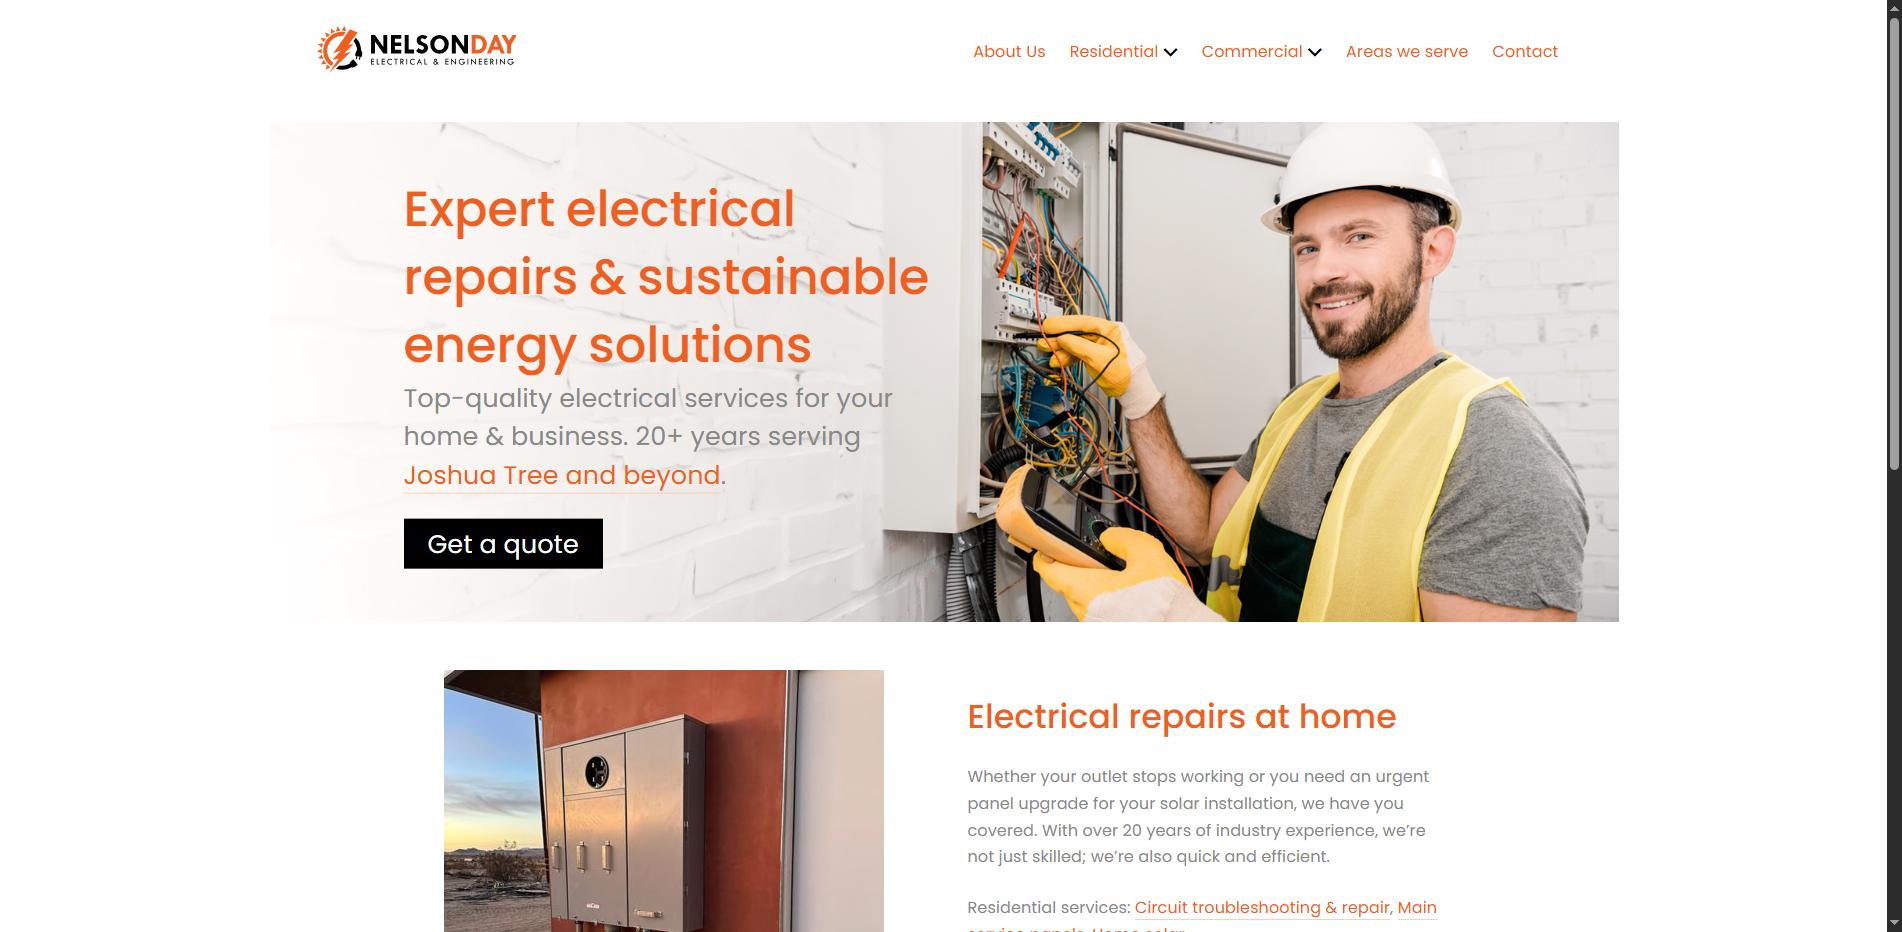 NELSONDAY
ELECTRICAL & ENGINEERING
About Us
Residential
Commercial
Areas we serve
Contact
Expert electrical
repairs & sustainable
energy solutions
Top-quality electrical services for your
home & business. 20+ years serving
Joshua Tree and beyond.
Get a quote
Electrical repairs at home
Whether your outlet stops working or you need an urgent
panel upgrade for your solar installation, we have you
covered. With over 20 years of industry experience, we’re
not just skilled; we’re also quick and efficient.
Residential services: Circuit troubleshooting & repair, Main
service panels, Home solar